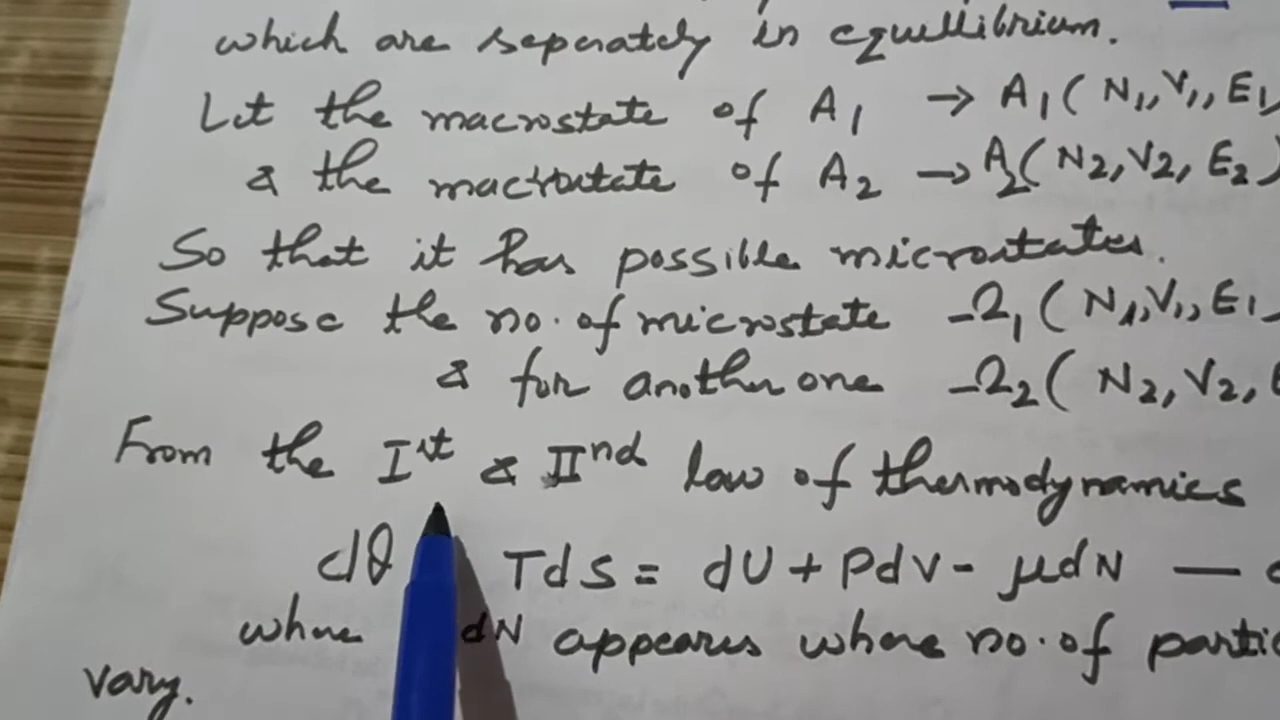 which are seperately in equillibrium.
Let the macrostate of A₁ → A₁( N₁, V₁, E₁
& the macrostate of A₂ → A₂( N₂, V₂, E₂)
So that it has possible microstates.
Suppose the no. of microstate Ω₁ ( N₁, V₁, E₁
& for another one Ω₂ ( N₂, V₂,
From the Iˢᵗ & IIⁿᵈ law of thermodynamics
dQ TdS = dU + PdV - μdN —
where dN appears where no. of partic
vary.